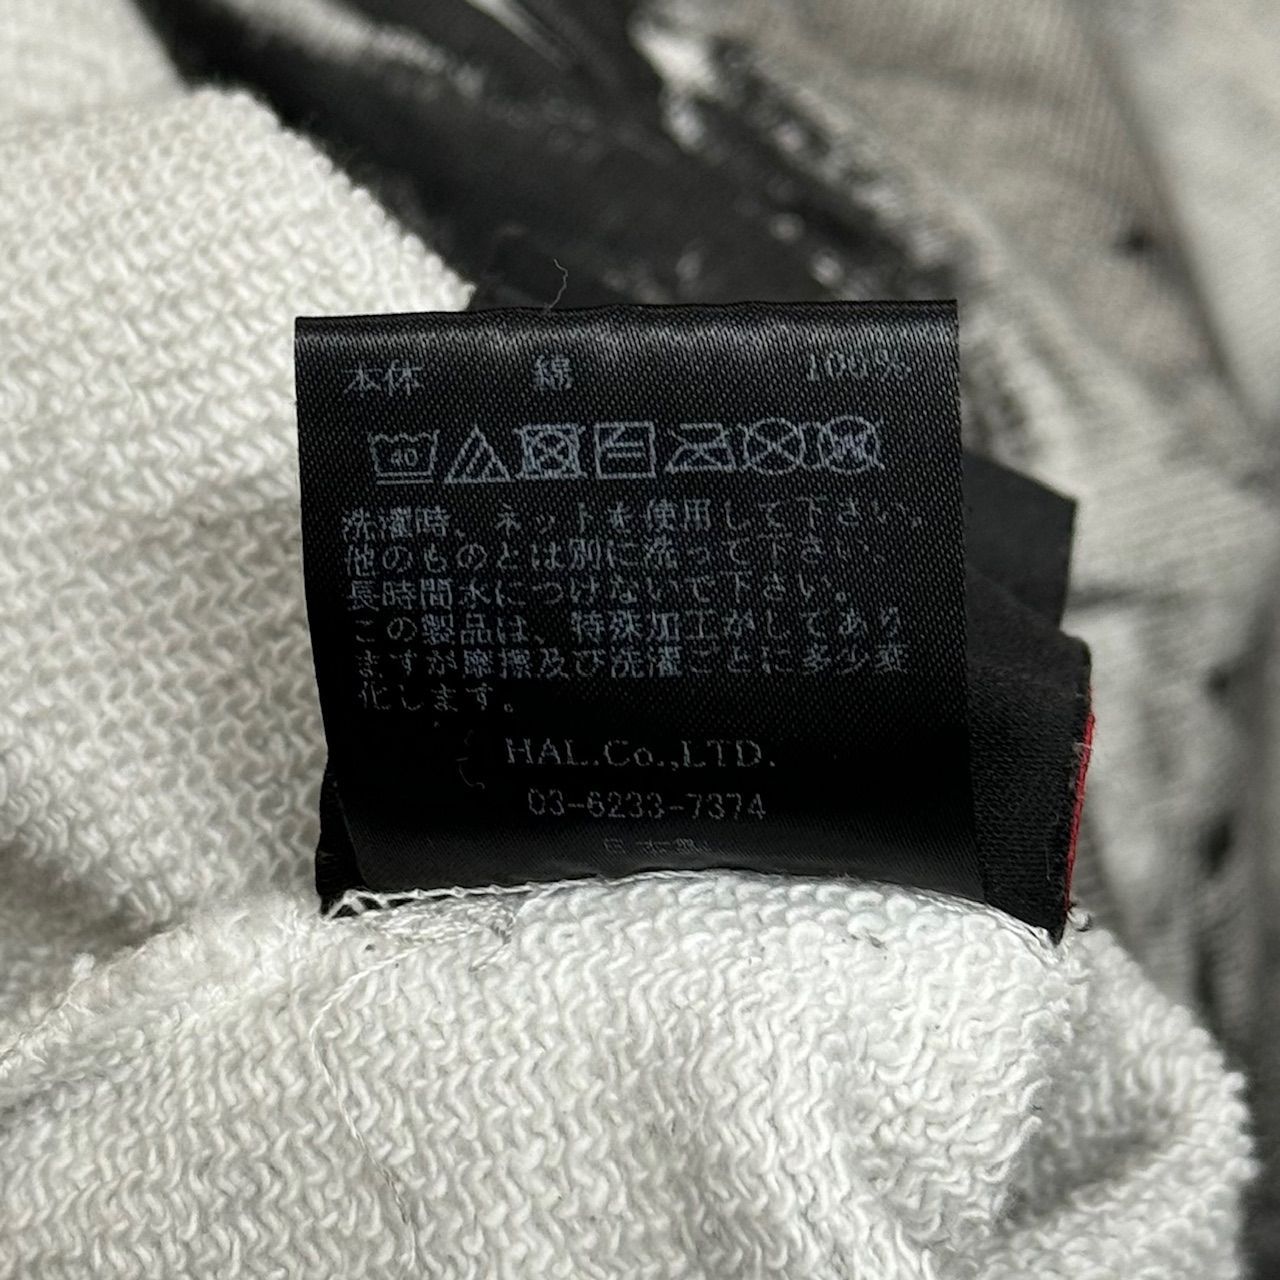 本体 綿 100%
40
洗濯時、ネットを使用して下さい。
他のものとは別に洗って下さい。
長時間水につけないで下さい。
この製品は、特殊加工がしてあり
ますが摩擦及び洗濯ごとに多少変
化します。
HAL.Co.,LTD.
03-6233-7374
日本製